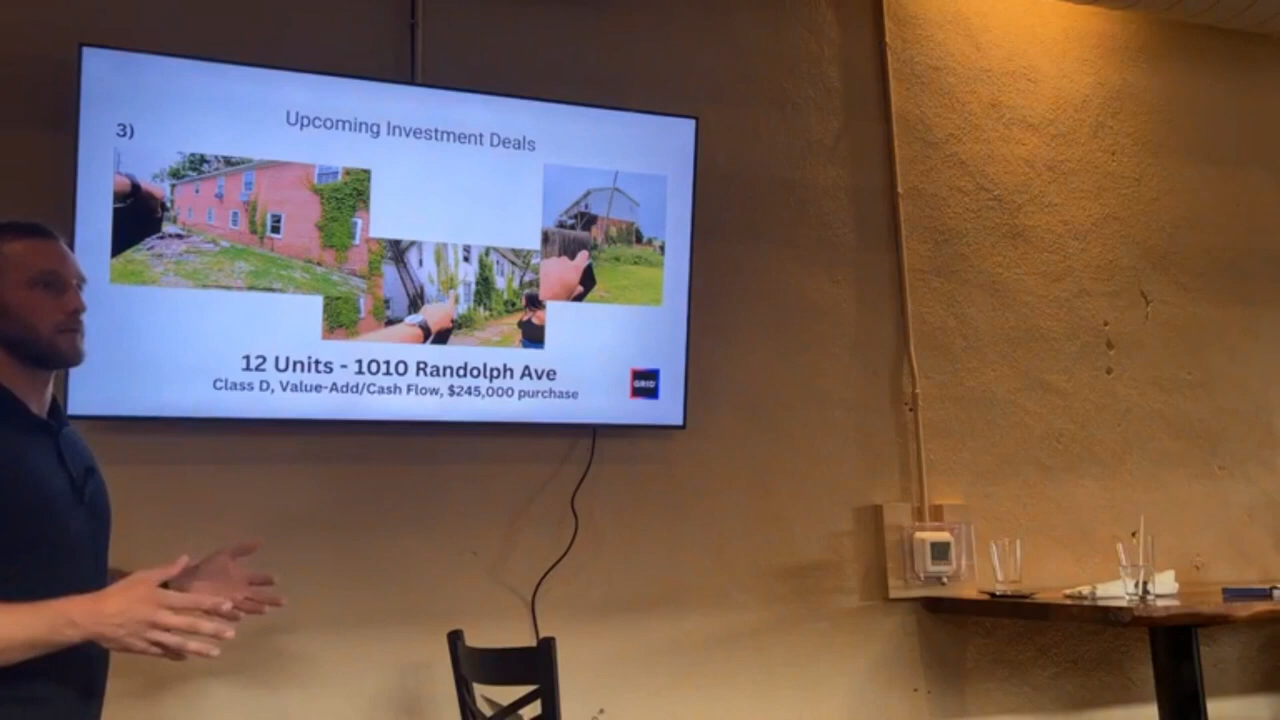 Upcoming Investment Deals
3)
12 Units - 1010 Randolph Ave
Class D, Value-Add/Cash Flow, $245,000 purchase
GRID